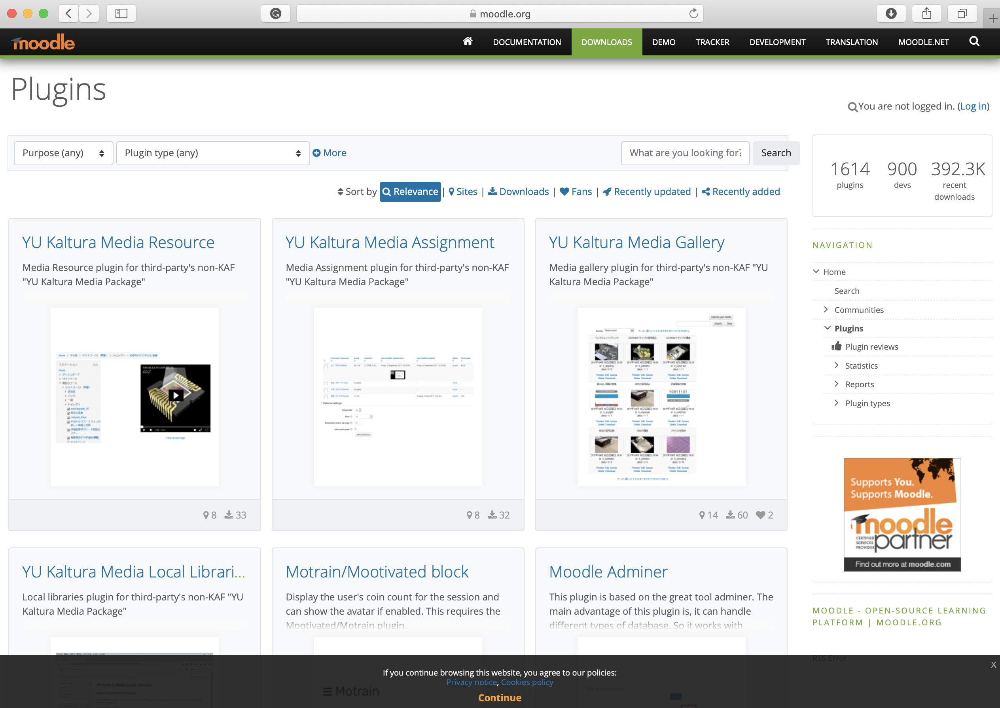 moodle.org
moodle
DOCUMENTATION
DOWNLOADS
DEMO
TRACKER
DEVELOPMENT
TRANSLATION
MOODLE.NET
Plugins
You are not logged in. (Log in)
Purpose (any)
Plugin type (any)
More
What are you looking for?
Search
Sort by Relevance | Sites | Downloads | Fans | Recently updated | Recently added
1614 900 392.3K
plugins devs recent
downloads
YU Kaltura Media Resource
Media Resource plugin for third-party's non-KAF
"YU Kaltura Media Package"
View access logs
8 33
YU Kaltura Media Assignment
Media Assignment plugin for third-party's non-KAF
"YU Kaltura Media Package"
Optional settings
8 32
YU Kaltura Media Gallery
Media gallery plugin for third-party's non-KAF "YU
Kaltura Media Package"
Upload your media
Search Clear
10011101
14 60 2
YU Kaltura Media Local Librari...
Local libraries plugin for third-party's non-KAF "YU
Kaltura Media Package"
Motrain/Mootivated block
Display the user's coin count for the session and
can show the avatar if enabled. This requires the
Mootivated/Motrain plugin.
Motrain
Moodle Adminer
This plugin is based on the great tool adminer. The
main advantage of this plugin is, it can handle
different types of database. So it works with
NAVIGATION
Home
Search
Communities
Plugins
Plugin reviews
Statistics
Reports
Plugin types
Supports You.
Supports Moodle.
moodle
CERTIFIED
SERVICES
PROVIDER
partner
Find out more at moodle.com
MOODLE - OPEN-SOURCE LEARNING
PLATFORM | MOODLE.ORG
RSS Error
If you continue browsing this website, you agree to our policies:
Privacy notice, Cookies policy
Continue
x